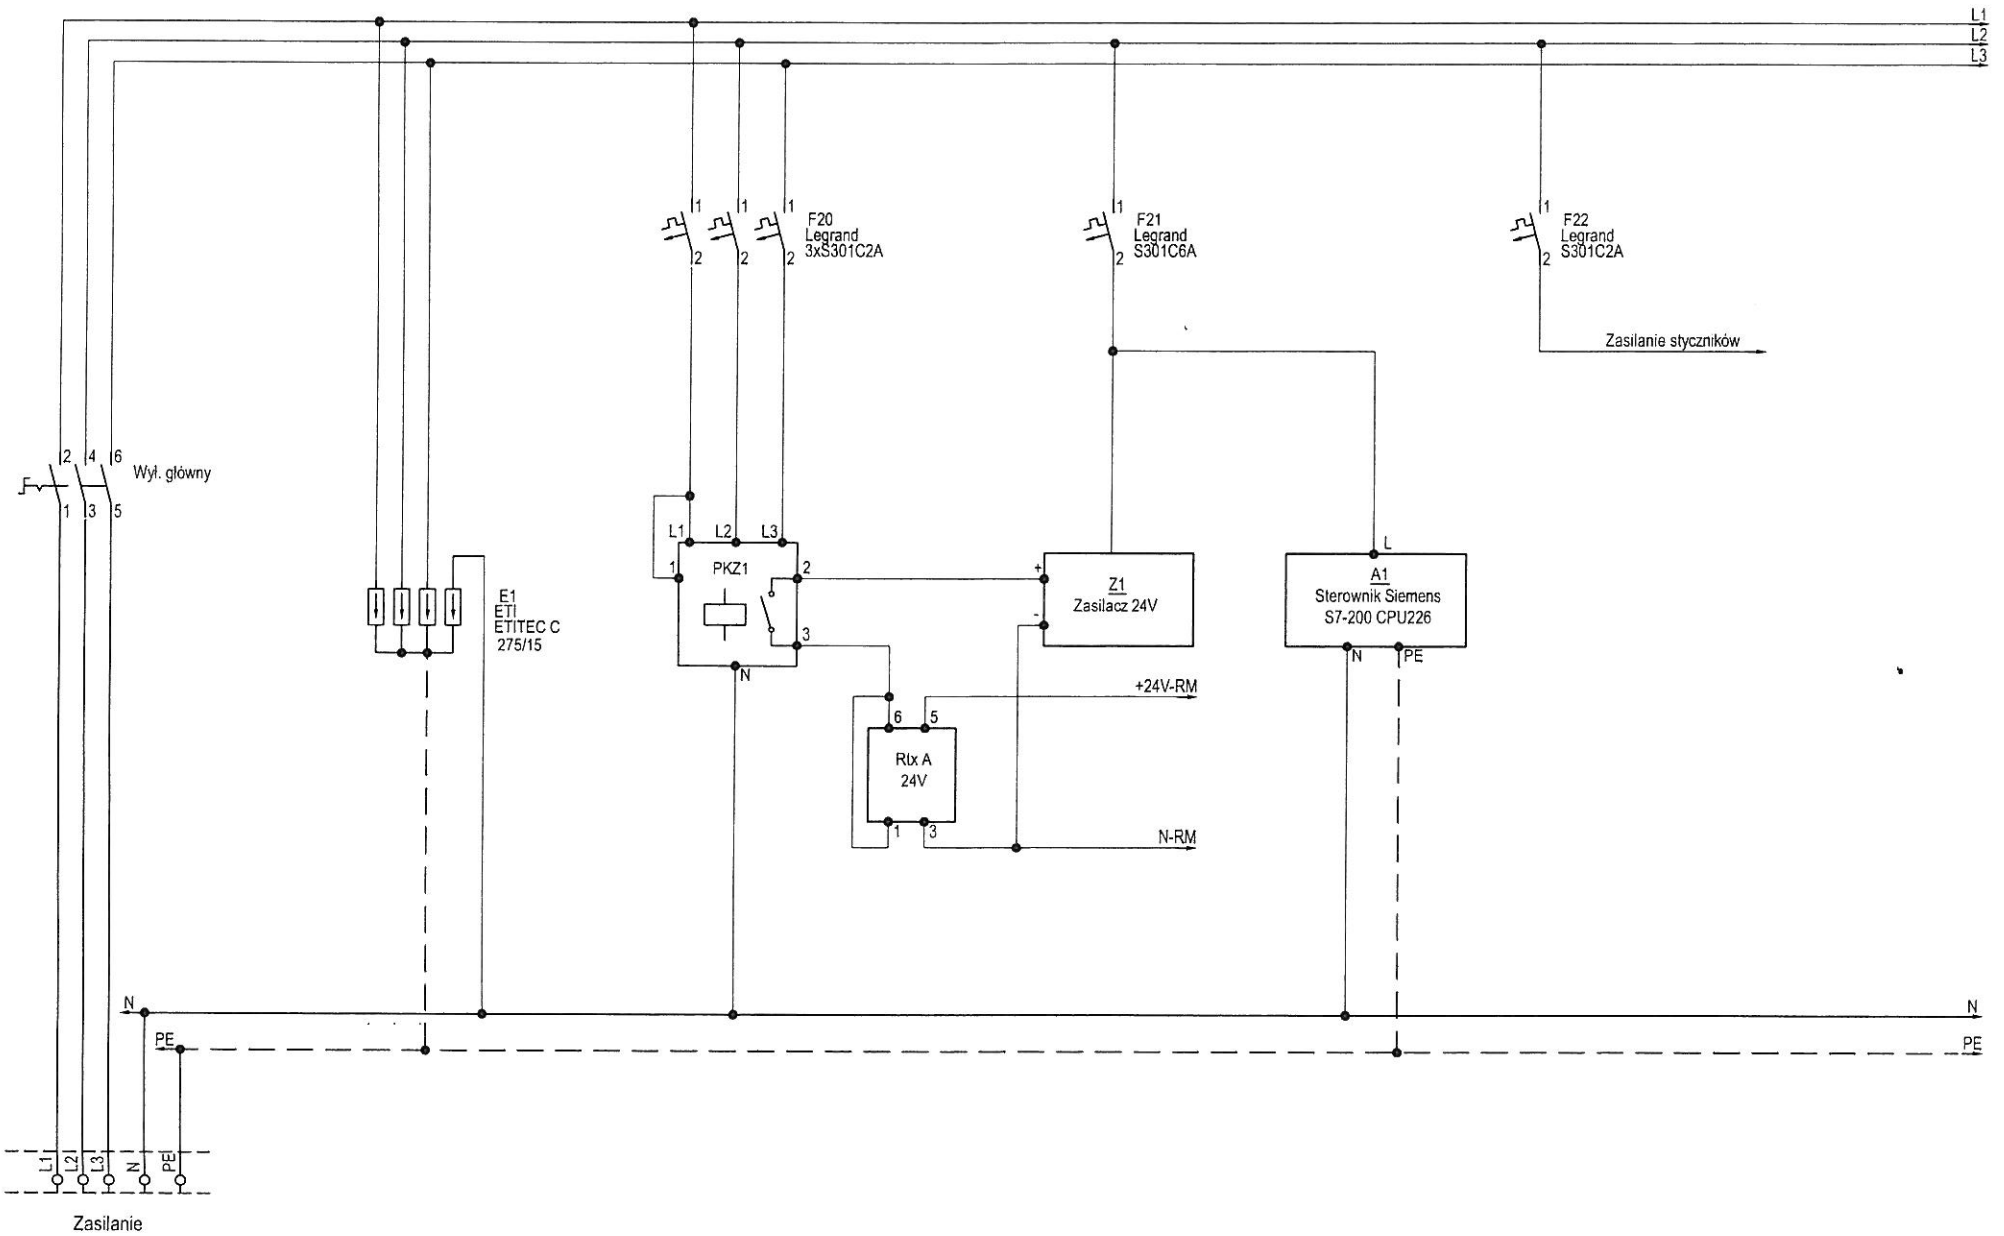 L1
L2
L3
1
1
1
F20
Legrand
3xS301C2A
2
2
2
1
F21
Legrand
S301C6A
2
1
F22
Legrand
S301C2A
2
Zasilanie styczników
2
4
6
Wył. główny
1
3
5
E1
ETI
ETITEC C
275/15
L1
L2
L3
1
PKZ1
2
3
N
+
-
Z1
Zasilacz 24V
L
A1
Sterownik Siemens
S7-200 CPU226
N
PE
+24V-RM
6
5
Rtx A
24V
1
3
N-RM
N
N
PE
PE
L1
L2
L3
N
PE
Zasilanie